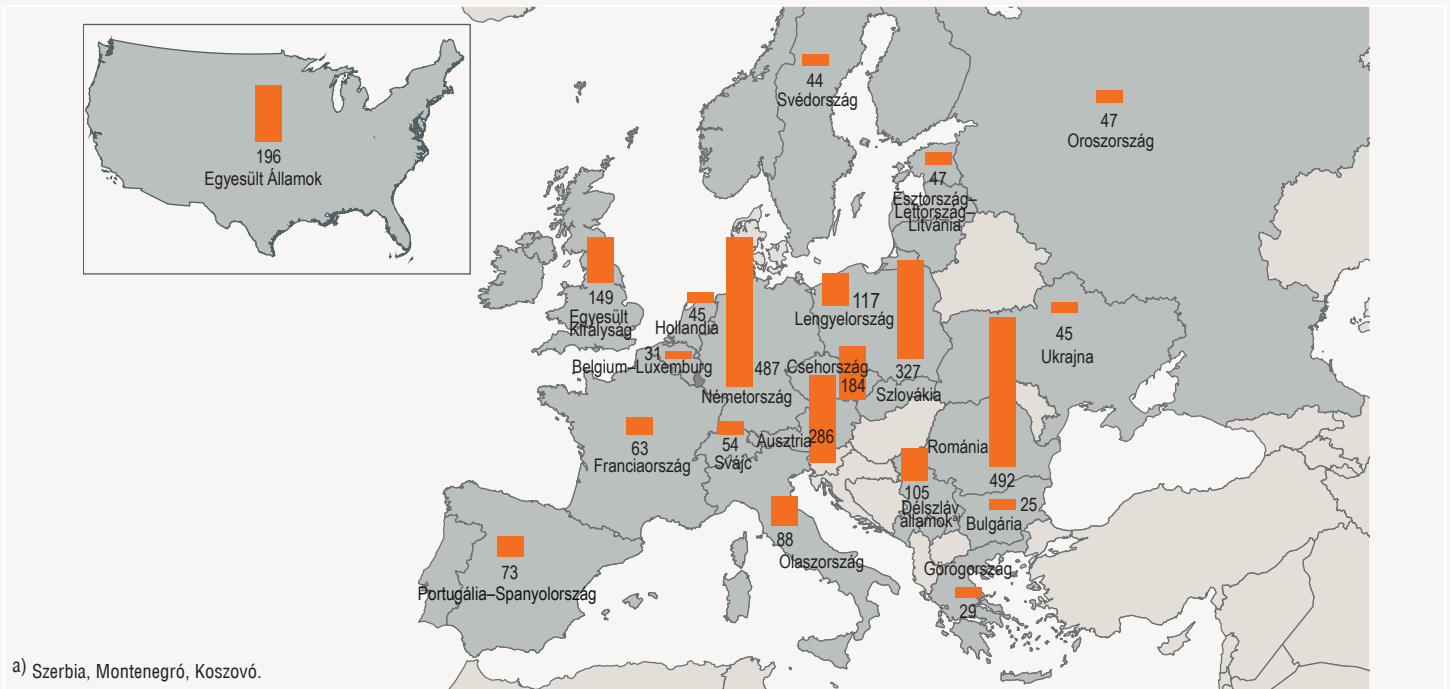 196
Egyesült Államok
44
Svédország
47
Oroszország
47
Észtország–
Lettország–
Litvánia
149
Egyesült
Királyság
45
Hollandia
31
Belgium–Luxemburg
487
Németország
117
Lengyelország
Csehország
184
327
Szlovákia
45
Ukrajna
63
Franciaország
54
Svájc
Ausztria
286
Románia
492
105
Délszláv
államokᵃ⁾
25
Bulgária
88
Olaszország
Görögország
29
73
Portugália–Spanyolország
a) Szerbia, Montenegró, Koszovó.